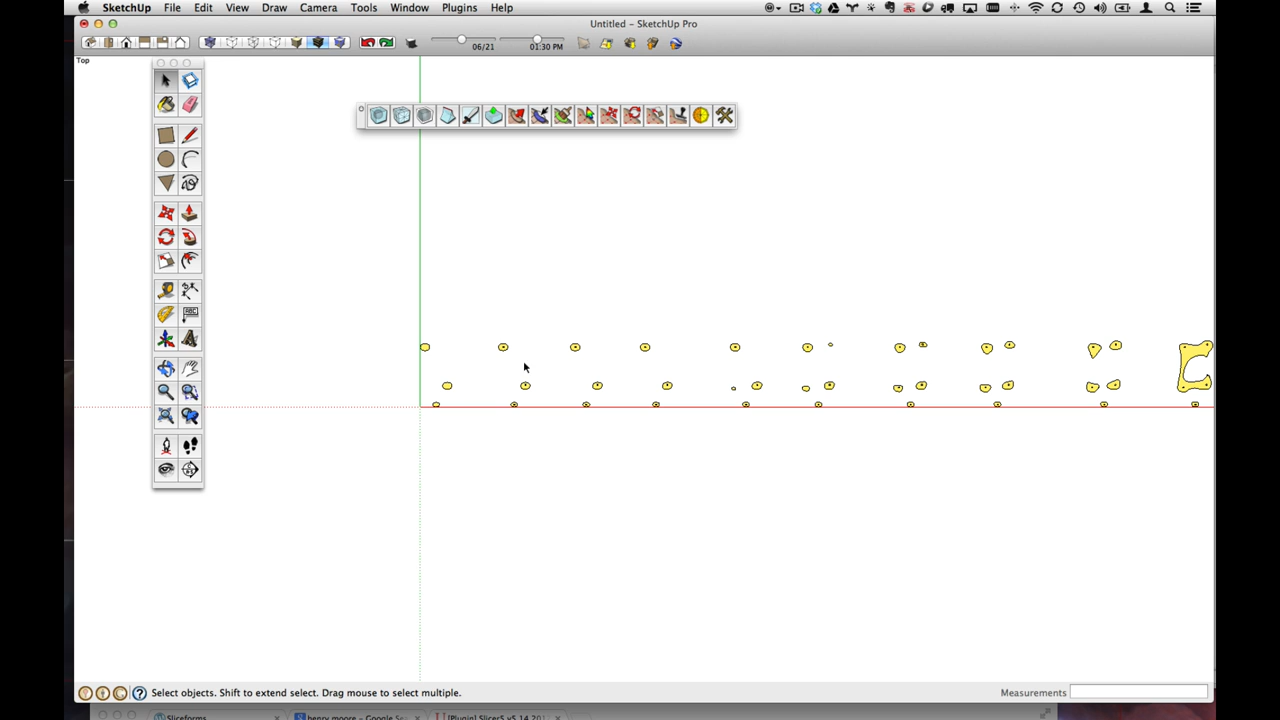 SketchUp File Edit View Draw Camera Tools Window Plugins Help
Untitled – SketchUp Pro
06/21 01:30 PM
Top
ABC
Select objects. Shift to extend select. Drag mouse to select multiple.
Measurements
Sliceforms
henry moore – Google Se
[Plugin] SlicerS v5.14 201